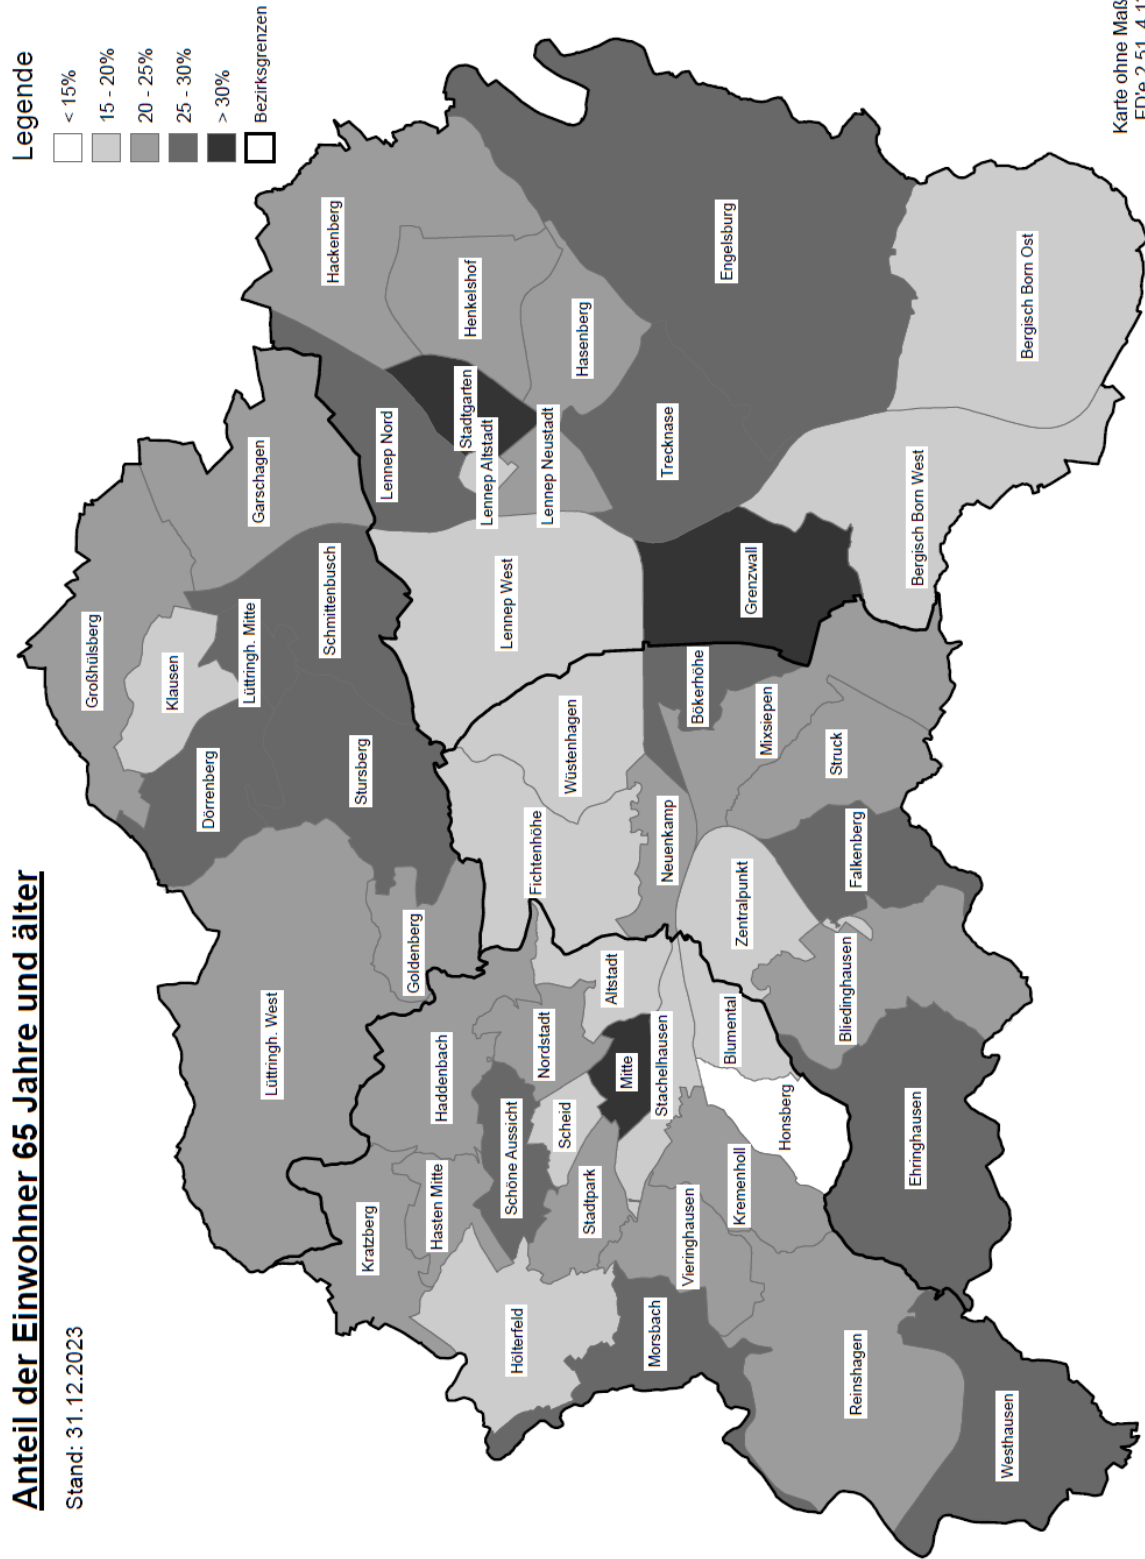 Anteil der Einwohner 65 Jahre und älter
Stand: 31.12.2023
Legende
< 15%
15 - 20%
20 - 25%
25 - 30%
> 30%
Bezirksgrenzen
Großhülsberg
Klausen
Lüttringh. Mitte
Garschagen
Dörrenberg
Schmittenbusch
Stursberg
Lüttringh. West
Goldenberg
Hackenberg
Lennep Nord
Stadtgarten
Henkelshof
Lennep Altstadt
Lennep Neustadt
Hasenberg
Lennep West
Trecknase
Engelsburg
Grenzwall
Bergisch Born West
Bergisch Born Ost
Fichtenhöhe
Wüstenhagen
Neuenkamp
Bökerhöhe
Mixsiepen
Struck
Zentralpunkt
Falkenberg
Bliedinghausen
Ehringhausen
Kratzberg
Haddenbach
Hasten Mitte
Schöne Aussicht
Nordstadt
Altstadt
Hölterfeld
Scheid
Stadtpark
Mitte
Stachelhausen
Morsbach
Vieringhausen
Kremenholl
Blumental
Honsberg
Reinshagen
Westhausen
Karte ohne